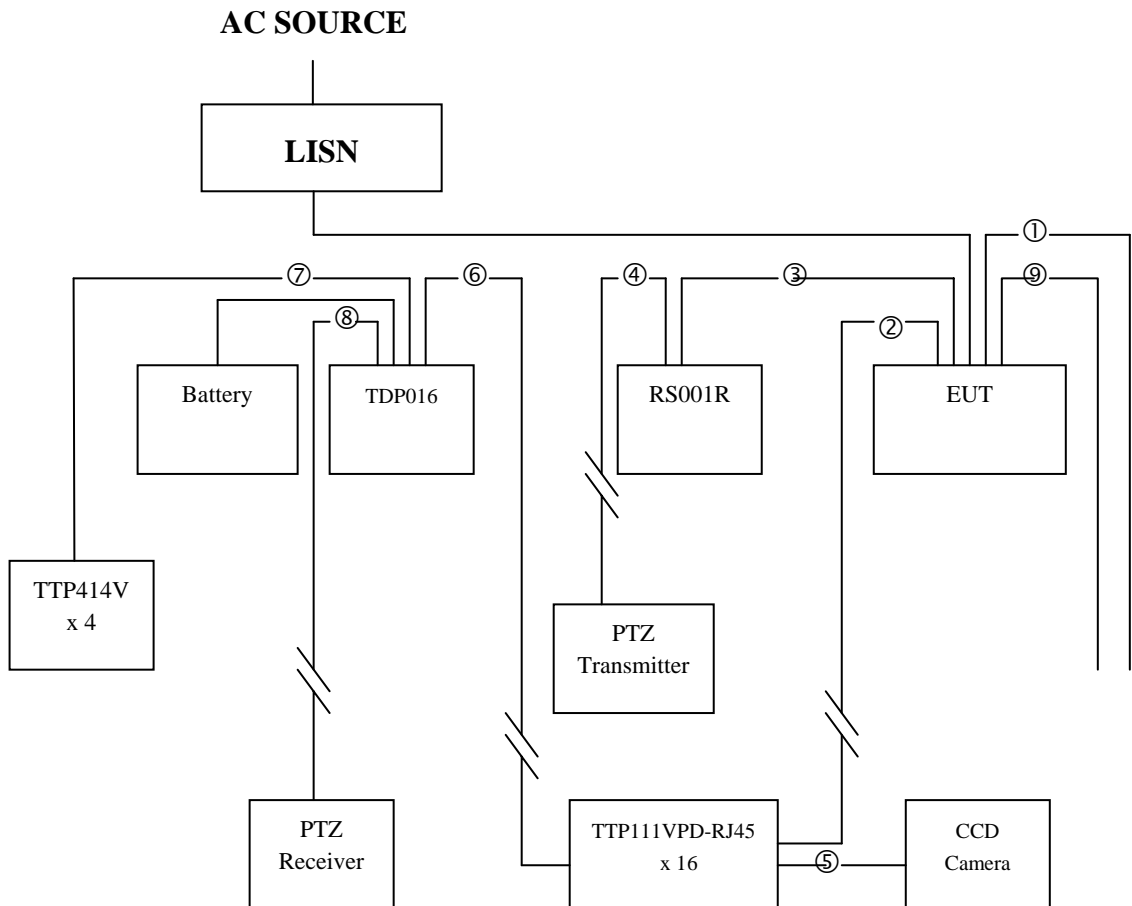 AC SOURCE
LISN
①
⑦
⑥
④
③
⑨
⑧
②
Battery
TDP016
RS001R
EUT
TTP414V
x 4
PTZ
Transmitter
PTZ
Receiver
TTP111VPD-RJ45
x 16
⑤
CCD
Camera